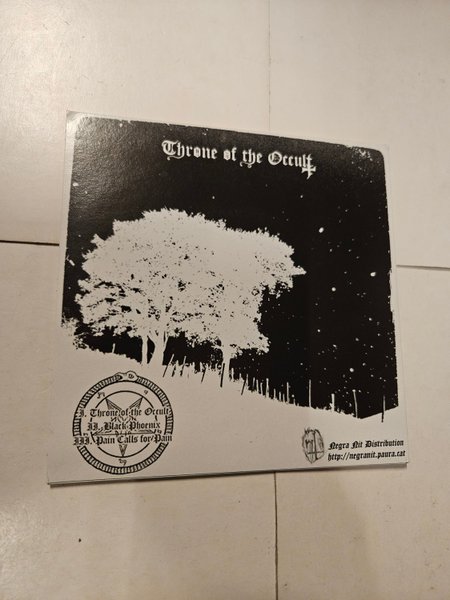 Throne of the Occult
I. Throne of the Occult
II. Black Phoenix
III. Pain Calls for Pain
Negra Nit Distribution
http://negranit.paura.cat